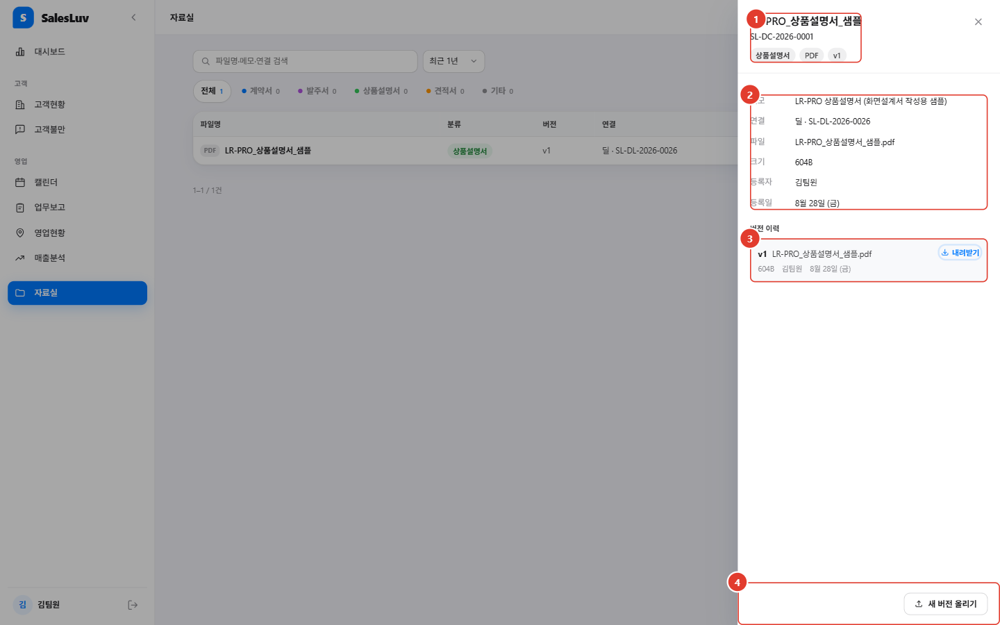 S SalesLuv
대시보드
고객
고객현황
고객불만
영업
캘린더
업무보고
영업현황
매출분석
자료실
김 김팀원
자료실
파일명·메모·연결 검색 최근 1년
전체 1 계약서 0 발주서 0 상품설명서 0 견적서 0 기타 0
파일명 분류 버전 연결
PDF LR-PRO_상품설명서_샘플 상품설명서 v1 딜 · SL-DL-2026-0026
1–1 / 1건
1 PRO_상품설명서_샘플
SL-DC-2026-0001
상품설명서 PDF v1
2
모 LR-PRO 상품설명서 (화면설계서 작성용 샘플)
연결 딜 · SL-DL-2026-0026
파일 LR-PRO_상품설명서_샘플.pdf
크기 604B
등록자 김팀원
등록일 8월 28일 (금)
버전 이력
3
v1 LR-PRO_상품설명서_샘플.pdf 내려받기
604B 김팀원 8월 28일 (금)
4
새 버전 올리기